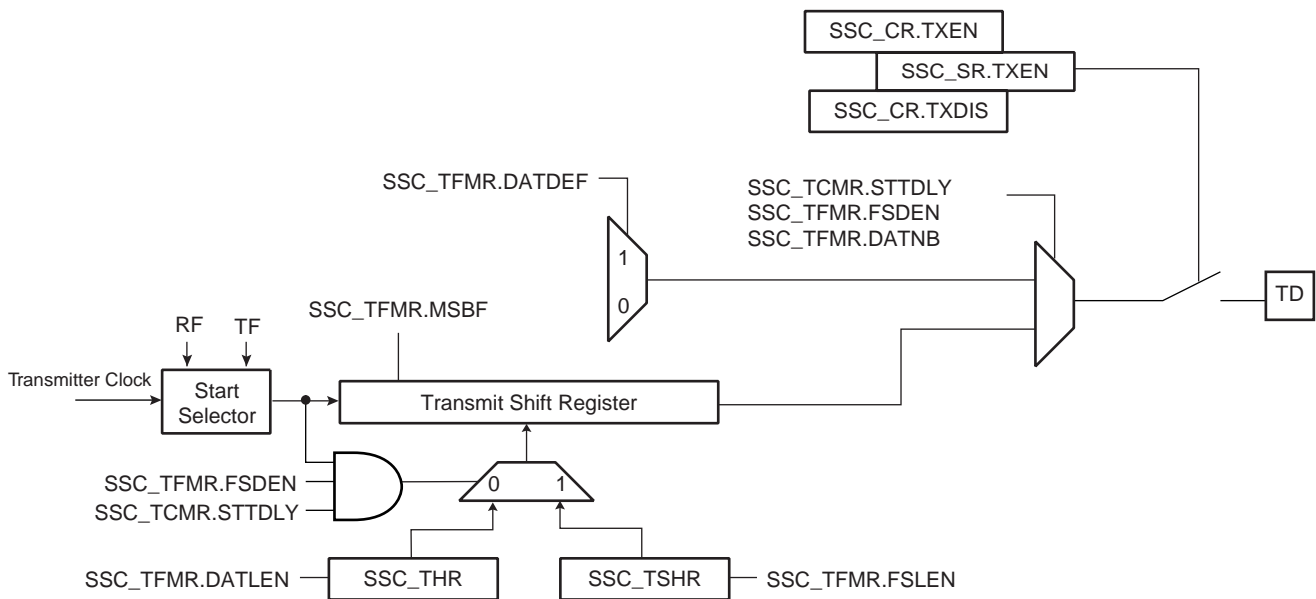 SSC_CR.TXEN
SSC_SR.TXEN
SSC_CR.TXDIS
SSC_TFMR.DATDEF
SSC_TCMR.STTDLY
SSC_TFMR.FSDEN
SSC_TFMR.DATNB
1
0
TD
SSC_TFMR.MSBF
RF
TF
Transmitter Clock
Start
Selector
Transmit Shift Register
SSC_TFMR.FSDEN
SSC_TCMR.STTDLY
0
1
SSC_TFMR.DATLEN
SSC_THR
SSC_TSHR
SSC_TFMR.FSLEN